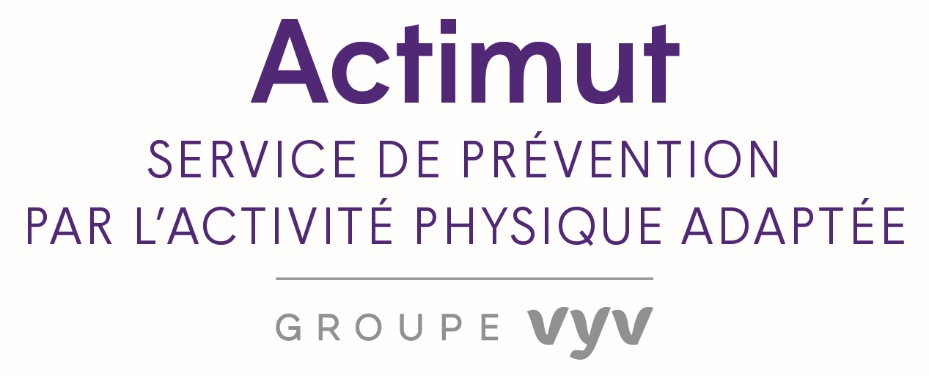 Actimut
SERVICE DE PRÉVENTION
PAR L'ACTIVITÉ PHYSIQUE ADAPTÉE
GROUPE vyv